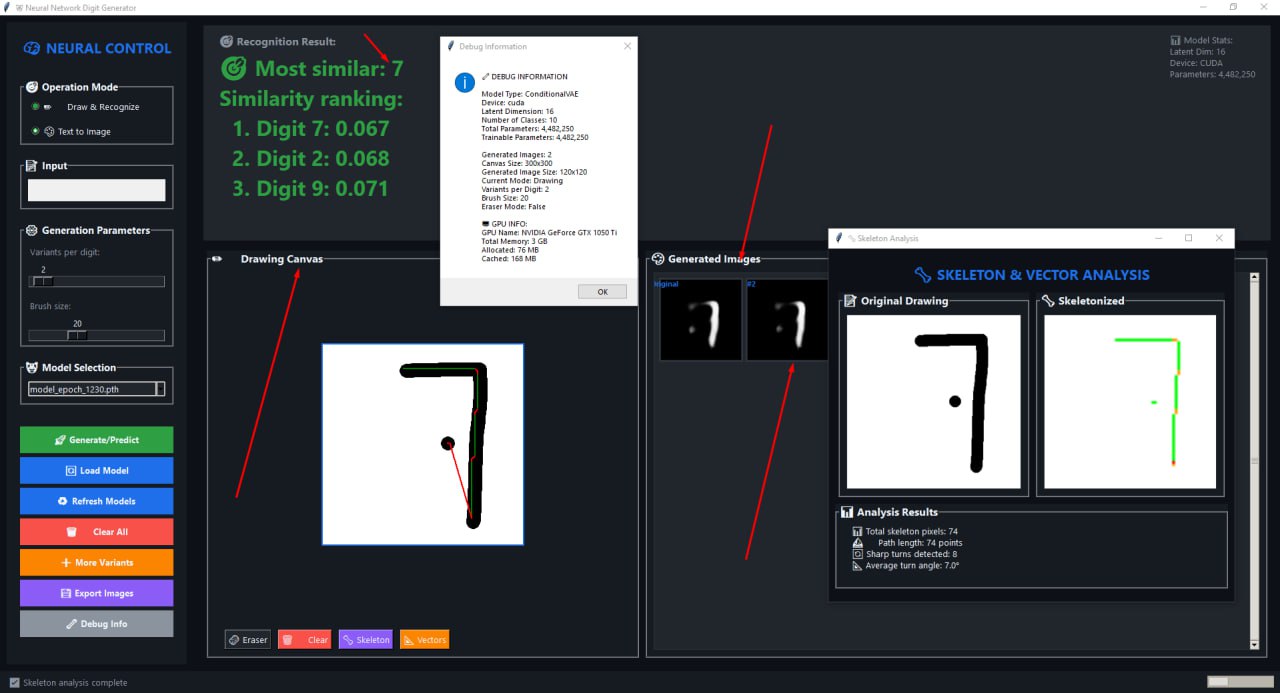 Neural Network Digit Generator
NEURAL CONTROL
Operation Mode
Draw & Recognize
Text to Image
Input
Generation Parameters
Variants per digit:
2
Brush size:
20
Model Selection
model_epoch_1230.pth
Generate/Predict
Load Model
Refresh Models
Clear All
More Variants
Export Images
Debug Info
Skeleton analysis complete
Recognition Result:
Most similar: 7
Similarity ranking:
1. Digit 7: 0.067
2. Digit 2: 0.068
3. Digit 9: 0.071
Model Stats:
Latent Dim: 16
Device: CUDA
Parameters: 4,482,250
Debug Information
DEBUG INFORMATION
Model Type: ConditionalVAE
Device: cuda
Latent Dimension: 16
Number of Classes: 10
Total Parameters: 4,482,250
Trainable Parameters: 4,482,250
Generated Images: 2
Canvas Size: 300x300
Generated Image Size: 120x120
Current Mode: Drawing
Variants per Digit: 2
Brush Size: 20
Eraser Mode: False
GPU INFO:
GPU Name: NVIDIA GeForce GTX 1050 Ti
Total Memory: 3 GB
Allocated: 76 MB
Cached: 168 MB
OK
Drawing Canvas
Eraser
Clear
Skeleton
Vectors
Generated Images
riginal
#2
Skeleton Analysis
SKELETON & VECTOR ANALYSIS
Original Drawing
Skeletonized
Analysis Results
Total skeleton pixels: 74
Path length: 74 points
Sharp turns detected: 8
Average turn angle: 7.0°